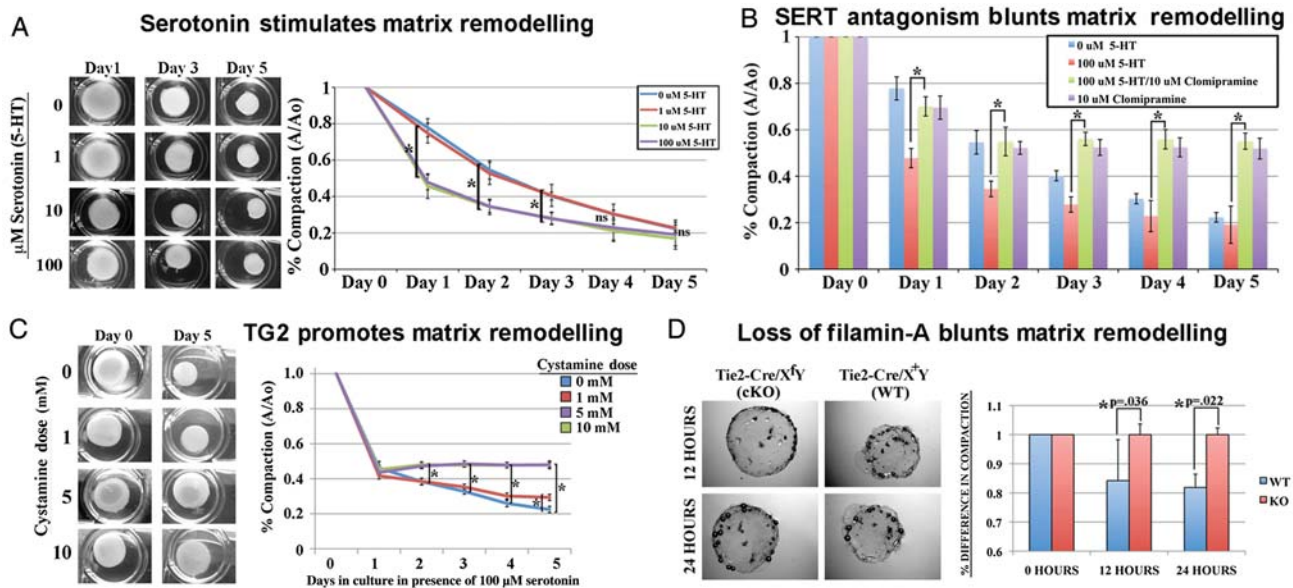 A
Serotonin stimulates matrix remodelling
Day1 Day 3 Day 5
µM Serotonin (5-HT)
0
1
10
100
% Compaction (A/Ao)
1
0.8
0.6
0.4
0.2
0
0 uM 5-HT
1 uM 5-HT
10 uM 5-HT
100 uM 5-HT
*
*
*
ns
ns
Day 0 Day 1 Day 2 Day 3 Day 4 Day 5
B
SERT antagonism blunts matrix remodelling
% Compaction (A/Ao)
1
0.8
0.6
0.4
0.2
0
0 uM 5-HT
100 uM 5-HT
100 uM 5-HT/10 uM Clomipramine
10 uM Clomipramine
* * * * *
Day 0 Day 1 Day 2 Day 3 Day 4 Day 5
C
TG2 promotes matrix remodelling
Day 0 Day 5
Cystamine dose (mM)
0
1
5
10
% Compaction (A/Ao)
1.0
0.8
0.6
0.4
0.2
0
Cystamine dose
0 mM
1 mM
5 mM
10 mM
* * * * *
*
0 1 2 3 4 5
Days in culture in presence of 100 µM serotonin
D
Loss of filamin-A blunts matrix remodelling
Tie2-Cre/XfY Tie2-Cre/X+Y
(cKO) (WT)
12 HOURS
24 HOURS
% DIFFERENCE IN COMPACTION
1.1
1
0.9
0.8
0.7
0.6
*p=.036 *p=.022
WT
KO
0 HOURS 12 HOURS 24 HOURS